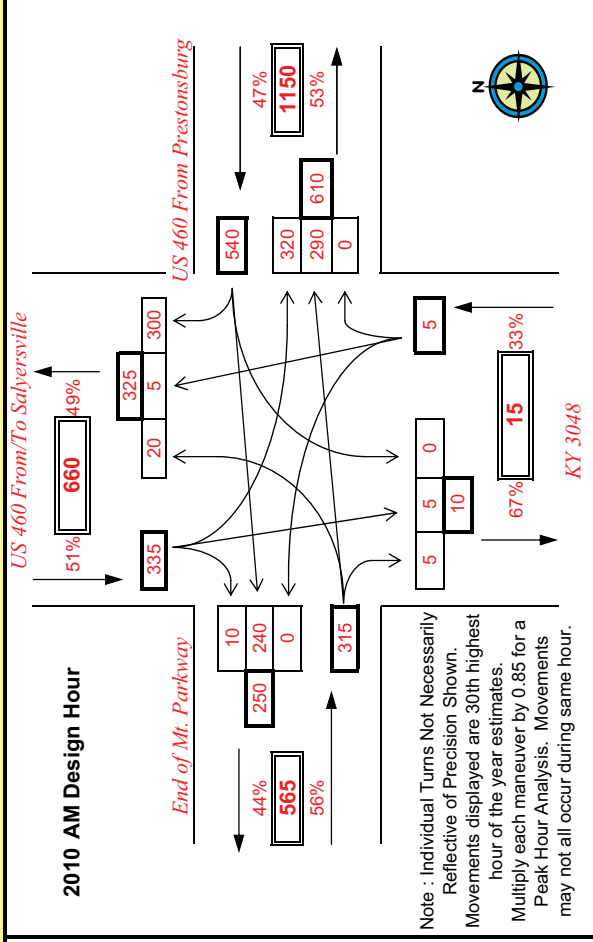 US 460 From/To Salyersville
2010 AM Design Hour
51%
660
49%
335
325
20
5
300
End of Mt. Parkway
US 460 From Prestonsburg
44%
565
56%
250
10
240
0
315
540
320
290
0
610
47%
1150
53%
N
5
5
0
10
5
67%
15
33%
KY 3048
Note : Individual Turns Not Necessarily
Reflective of Precision Shown.
Movements displayed are 30th highest
hour of the year estimates.
Multiply each maneuver by 0.85 for a
Peak Hour Analysis. Movements
may not all occur during same hour.